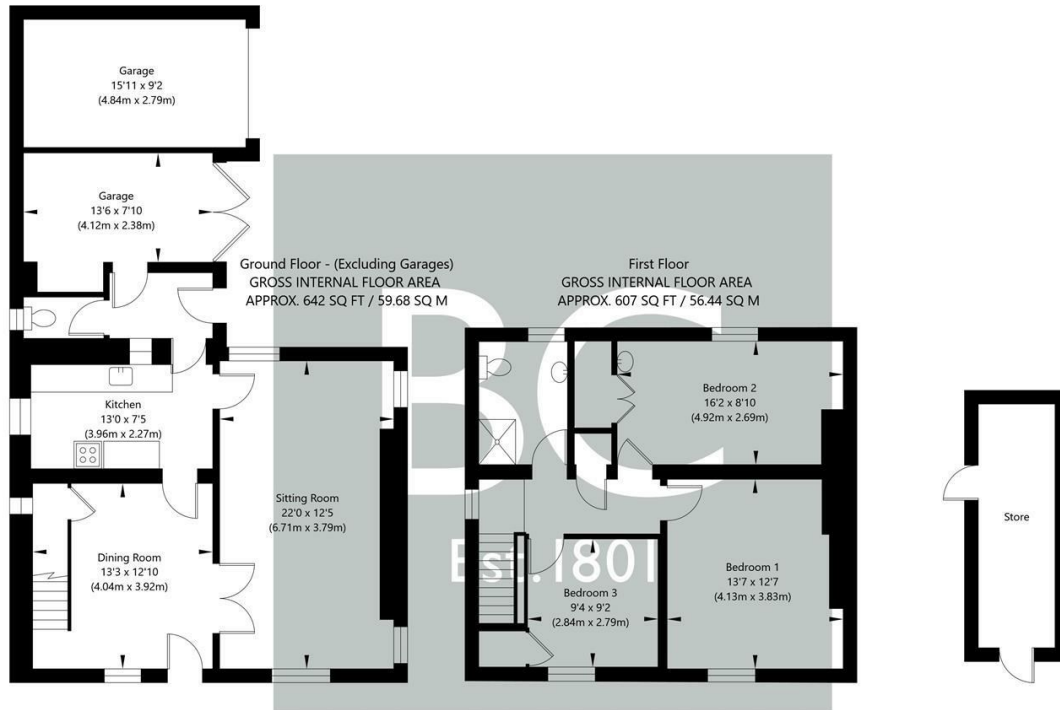 Garage
15'11 x 9'2
(4.84m x 2.79m)
Garage
13'6 x 7'10
(4.12m x 2.38m)
Ground Floor - (Excluding Garages)
GROSS INTERNAL FLOOR AREA
APPROX. 642 SQ FT / 59.68 SQ M
First Floor
GROSS INTERNAL FLOOR AREA
APPROX. 607 SQ FT / 56.44 SQ M
BC
Est.1801
Kitchen
13'0 x 7'5
(3.96m x 2.27m)
Sitting Room
22'0 x 12'5
(6.71m x 3.79m)
Dining Room
13'3 x 12'10
(4.04m x 3.92m)
Bedroom 2
16'2 x 8'10
(4.92m x 2.69m)
Bedroom 1
13'7 x 12'7
(4.13m x 3.83m)
Bedroom 3
9'4 x 9'2
(2.84m x 2.79m)
Store